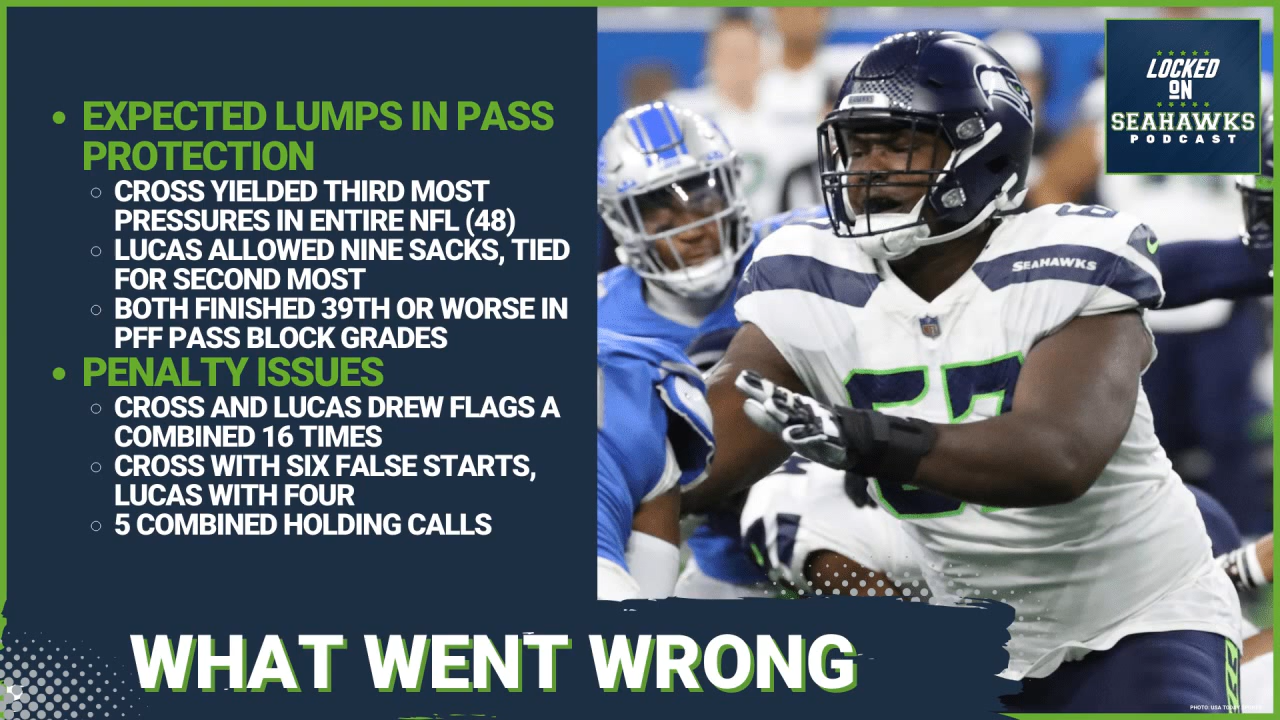 EXPECTED LUMPS IN PASS
PROTECTION
CROSS YIELDED THIRD MOST
PRESSURES IN ENTIRE NFL (48)
LUCAS ALLOWED NINE SACKS, TIED
FOR SECOND MOST
BOTH FINISHED 39TH OR WORSE IN
PFF PASS BLOCK GRADES
PENALTY ISSUES
CROSS AND LUCAS DREW FLAGS A
COMBINED 16 TIMES
CROSS WITH SIX FALSE STARTS,
LUCAS WITH FOUR
5 COMBINED HOLDING CALLS
WHAT WENT WRONG
LOCKED
ON
SEAHAWKS
PODCAST
SEAHAWKS
67
PHOTO: USA TODAY